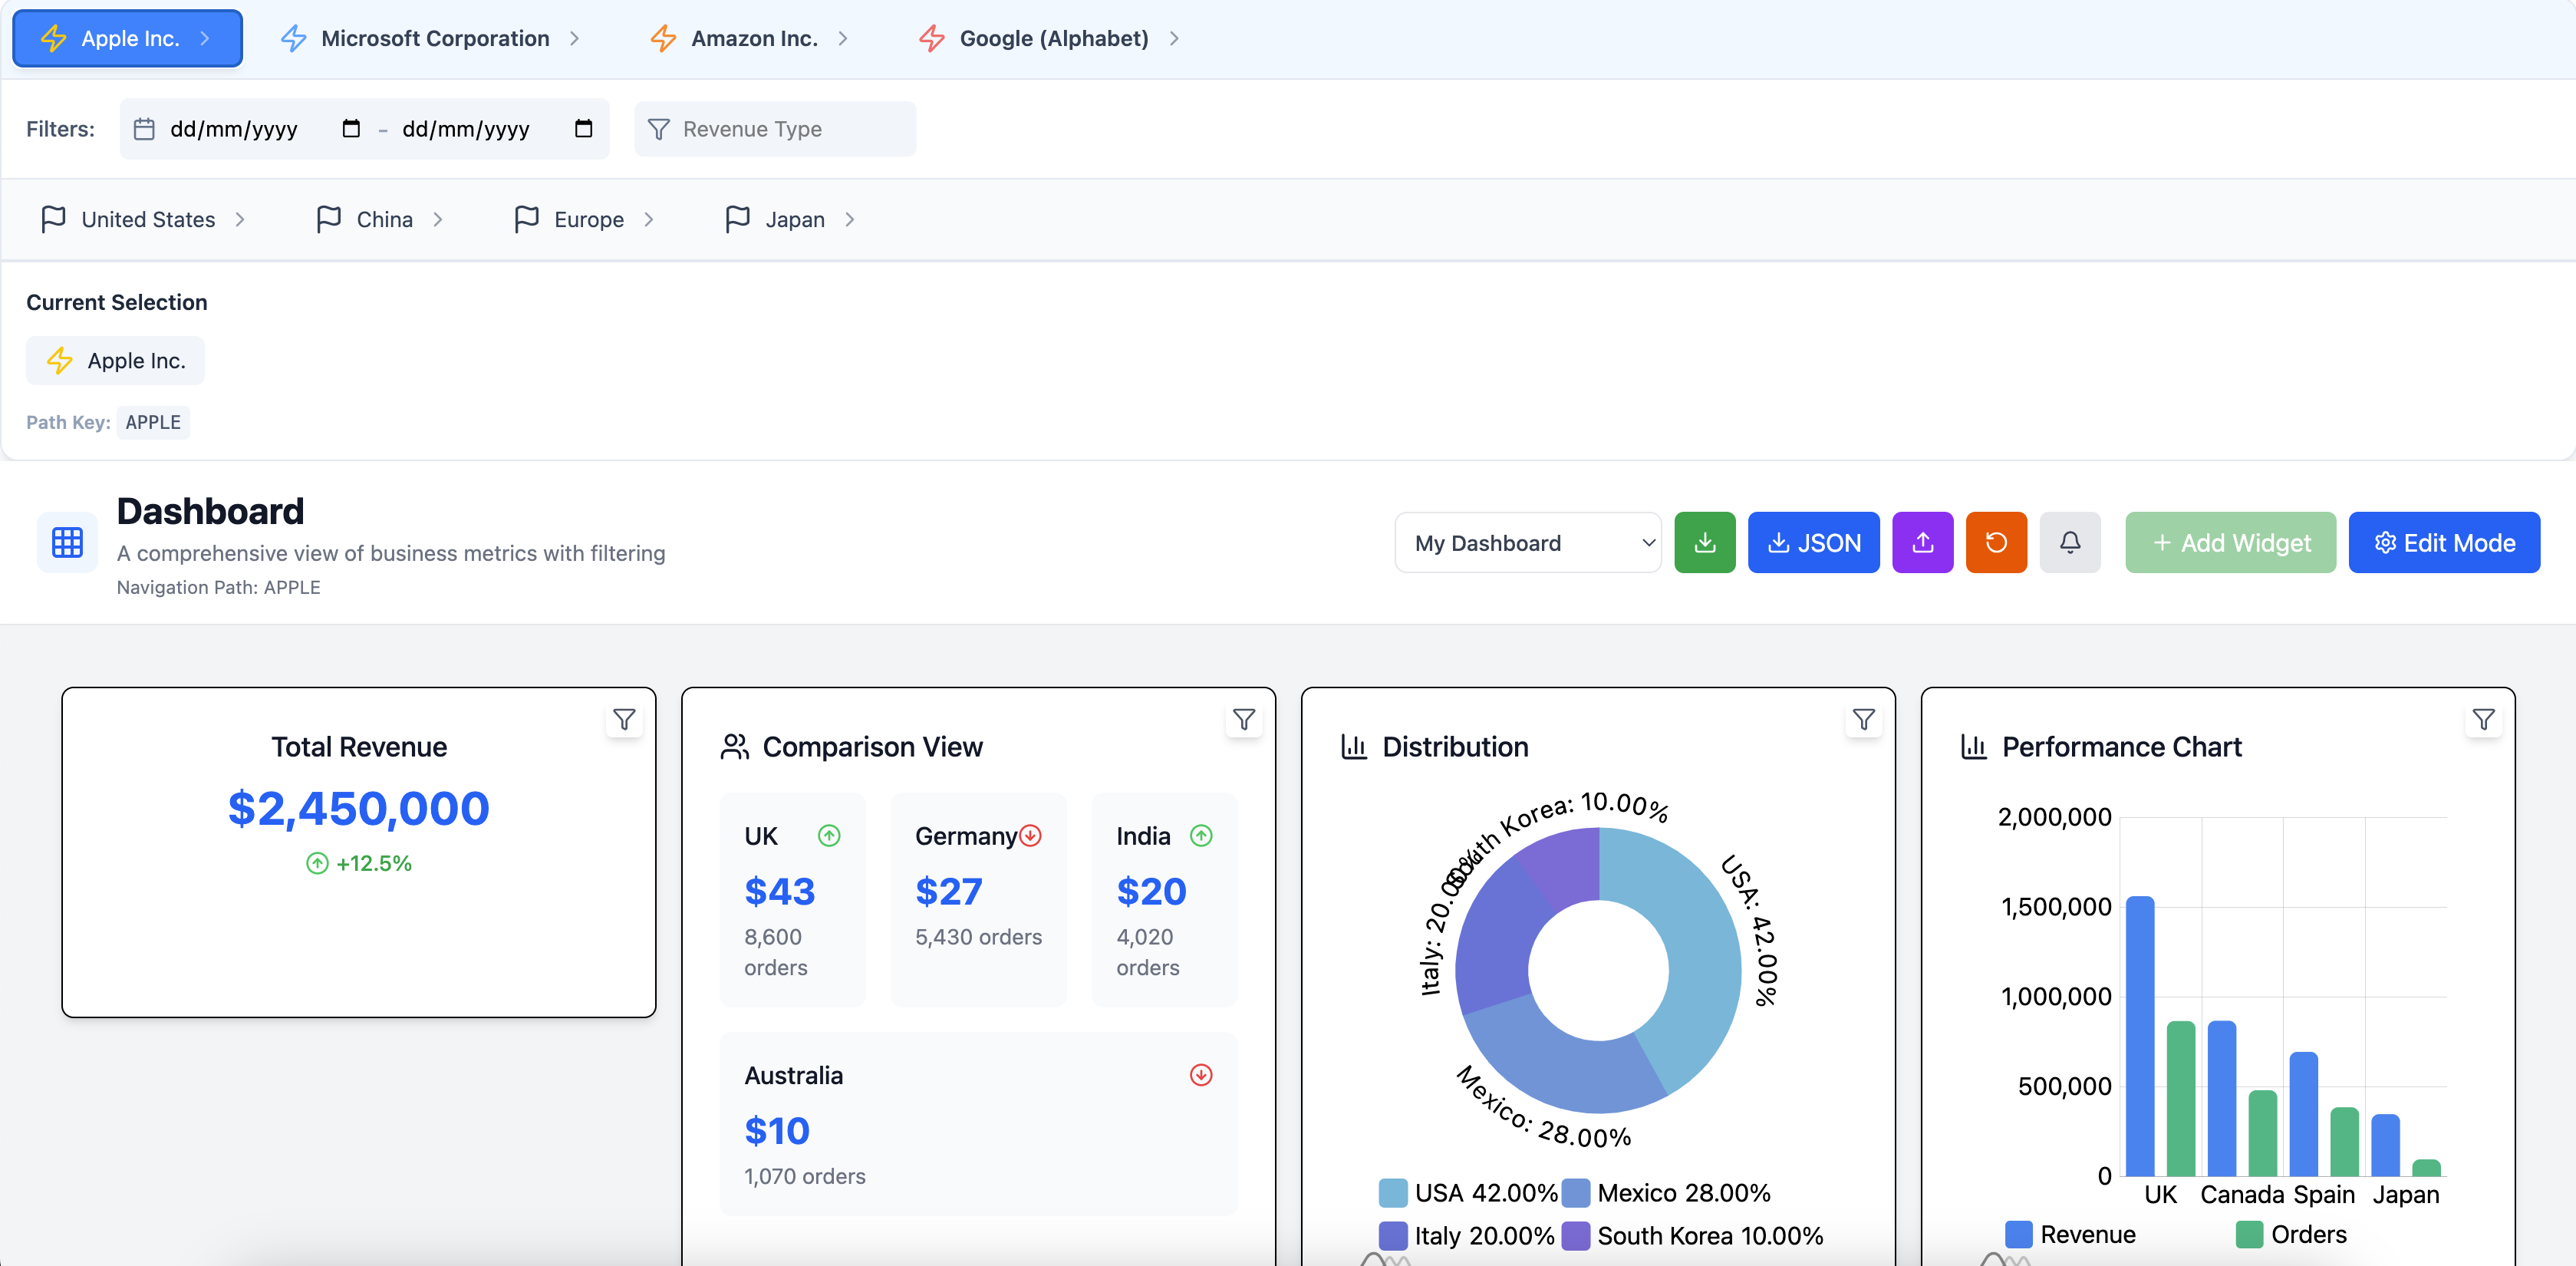 Apple Inc.
Microsoft Corporation
Amazon Inc.
Google (Alphabet)
Filters:
dd/mm/yyyy - dd/mm/yyyy
Revenue Type
United States
China
Europe
Japan
Current Selection
Apple Inc.
Path Key: APPLE
Dashboard
A comprehensive view of business metrics with filtering
Navigation Path: APPLE
My Dashboard
JSON
+ Add Widget
Edit Mode
Total Revenue
$2,450,000
+12.5%
Comparison View
UK
$43
8,600
orders
Germany
$27
5,430 orders
India
$20
4,020
orders
Australia
$10
1,070 orders
Distribution
South Korea: 10.00%
USA: 42.00%
Italy: 20.00%
Mexico: 28.00%
USA 42.00%
Mexico 28.00%
Italy 20.00%
South Korea 10.00%
Performance Chart
2,000,000
1,500,000
1,000,000
500,000
0
UK
Canada
Spain
Japan
Revenue
Orders